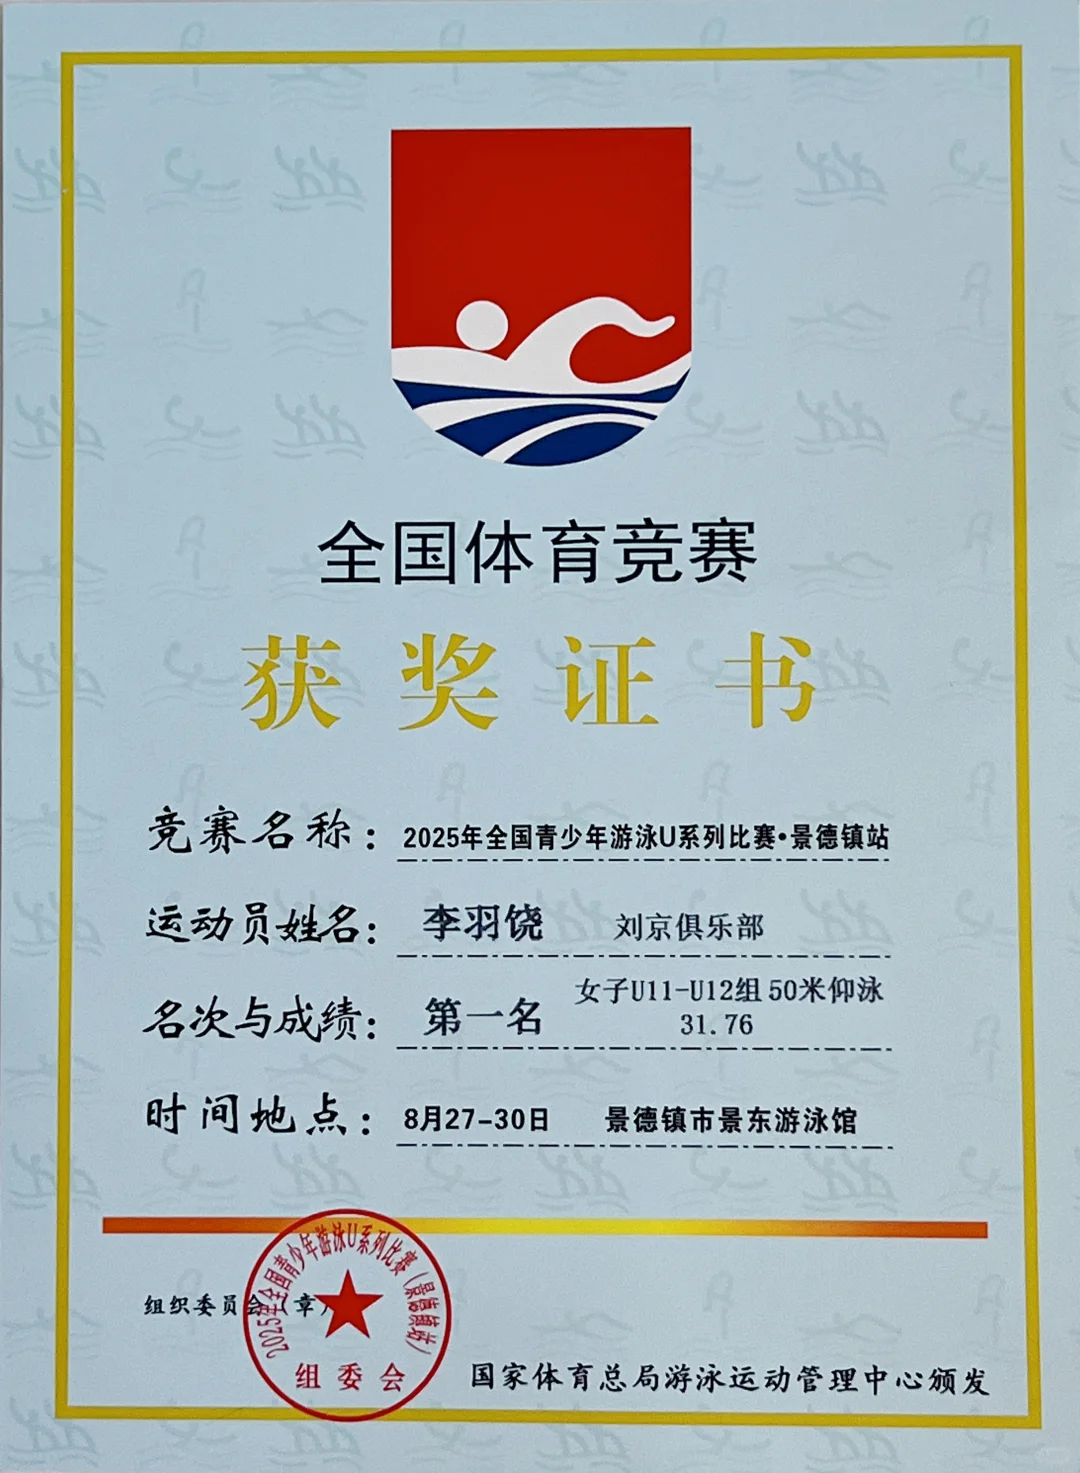 全国体育竞赛
获奖证书
竞赛名称：2025年全国青少年游泳U系列比赛·景德镇站
运动员姓名：李羽饶 刘京俱乐部
名次与成绩：第一名 女子U11-U12组 50米仰泳
31.76
时间地点：8月27-30日 景德镇市景东游泳馆
2025年全国青少年游泳U系列比赛（景德镇站）
组织委员会（章）
组委会
国家体育总局游泳运动管理中心颁发